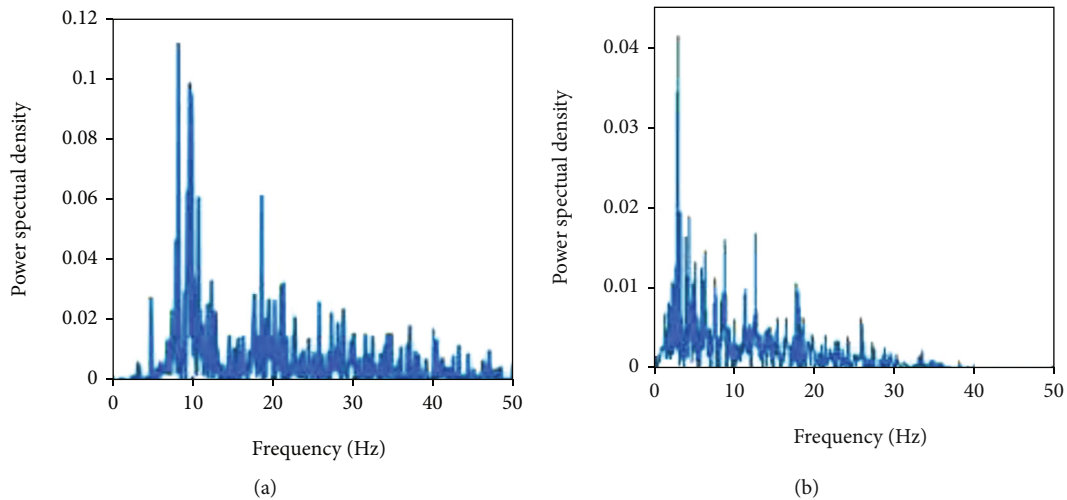 0.12
0.1
0.08
0.06
0.04
0.02
0
0 10 20 30 40 50
Power spectual density
Frequency (Hz)
(a)
0.04
0.03
0.02
0.01
0
0 10 20 30 40 50
Power spectual density
Frequency (Hz)
(b)